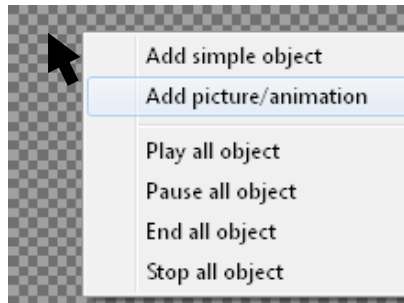 Add simple object
Add picture/animation
Play all object
Pause all object
End all object
Stop all object